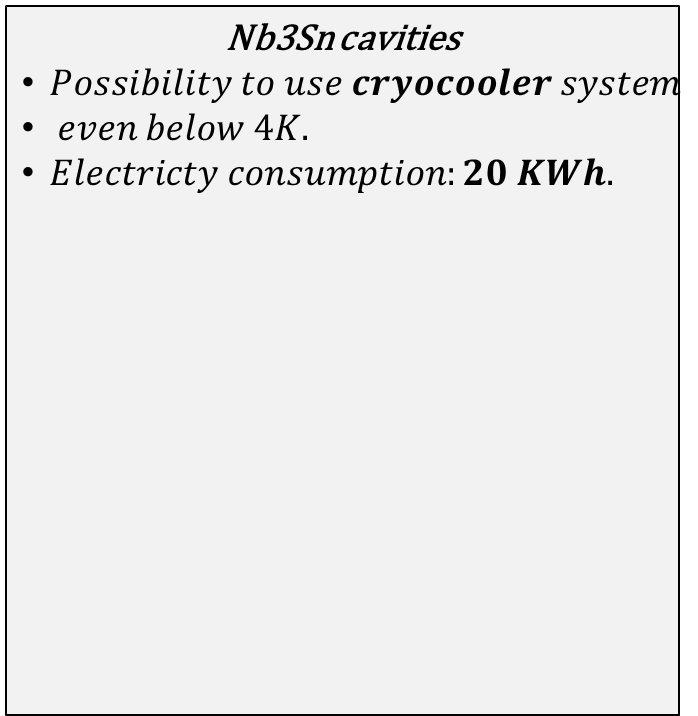 Nb3Sn cavities
• Possibility to use cryocooler system
• even below 4K.
• Electricty consumption: 20 KWh.